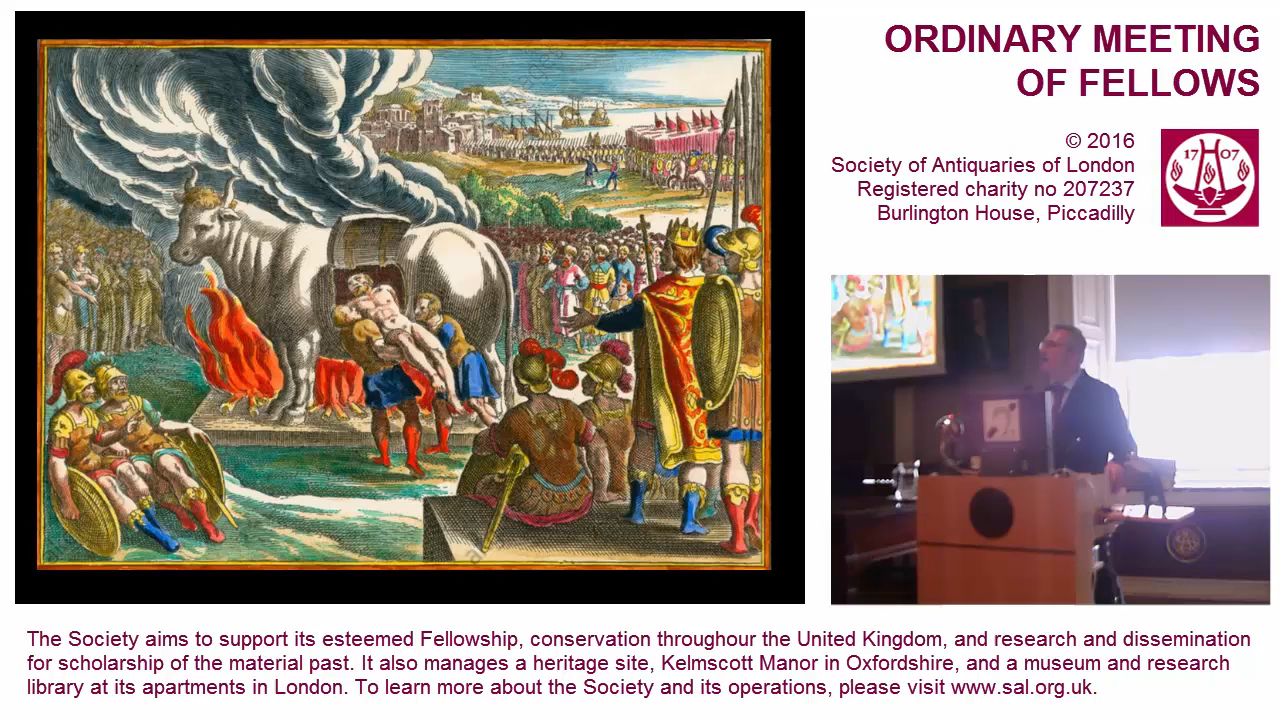 ORDINARY MEETING
OF FELLOWS
© 2016
Society of Antiquaries of London
Registered charity no 207237
Burlington House, Piccadilly
17 07
The Society aims to support its esteemed Fellowship, conservation throughour the United Kingdom, and research and dissemination
for scholarship of the material past. It also manages a heritage site, Kelmscott Manor in Oxfordshire, and a museum and research
library at its apartments in London. To learn more about the Society and its operations, please visit www.sal.org.uk.